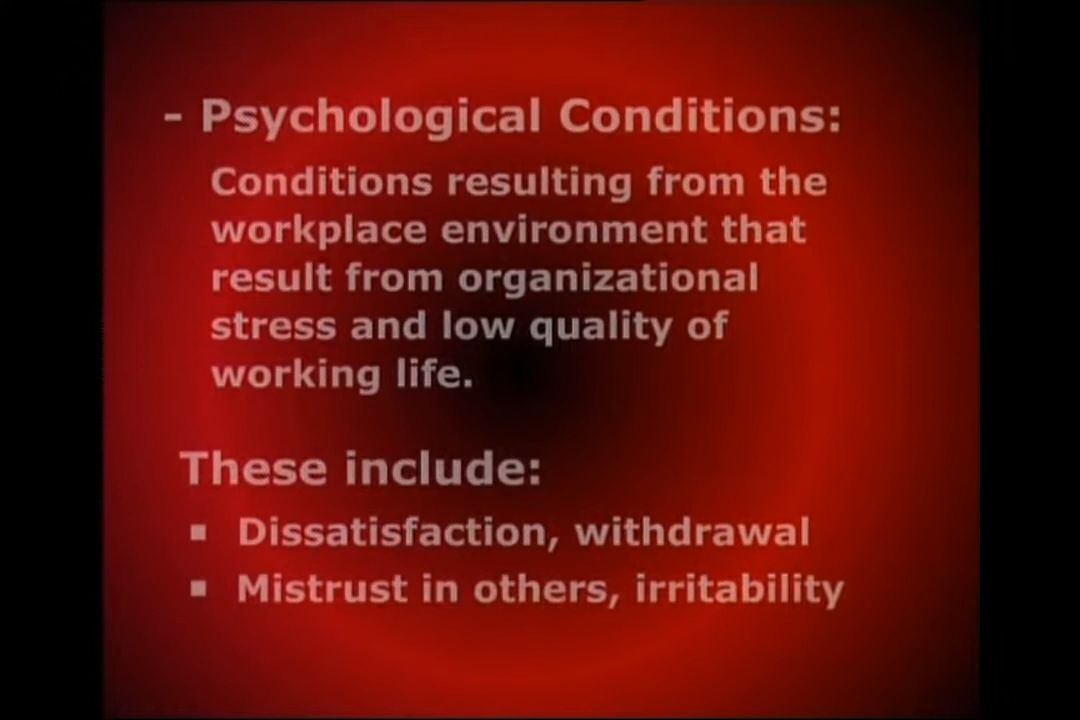 - Psychological Conditions:
Conditions resulting from the
workplace environment that
result from organizational
stress and low quality of
working life.
These include:
▪ Dissatisfaction, withdrawal
▪ Mistrust in others, irritability